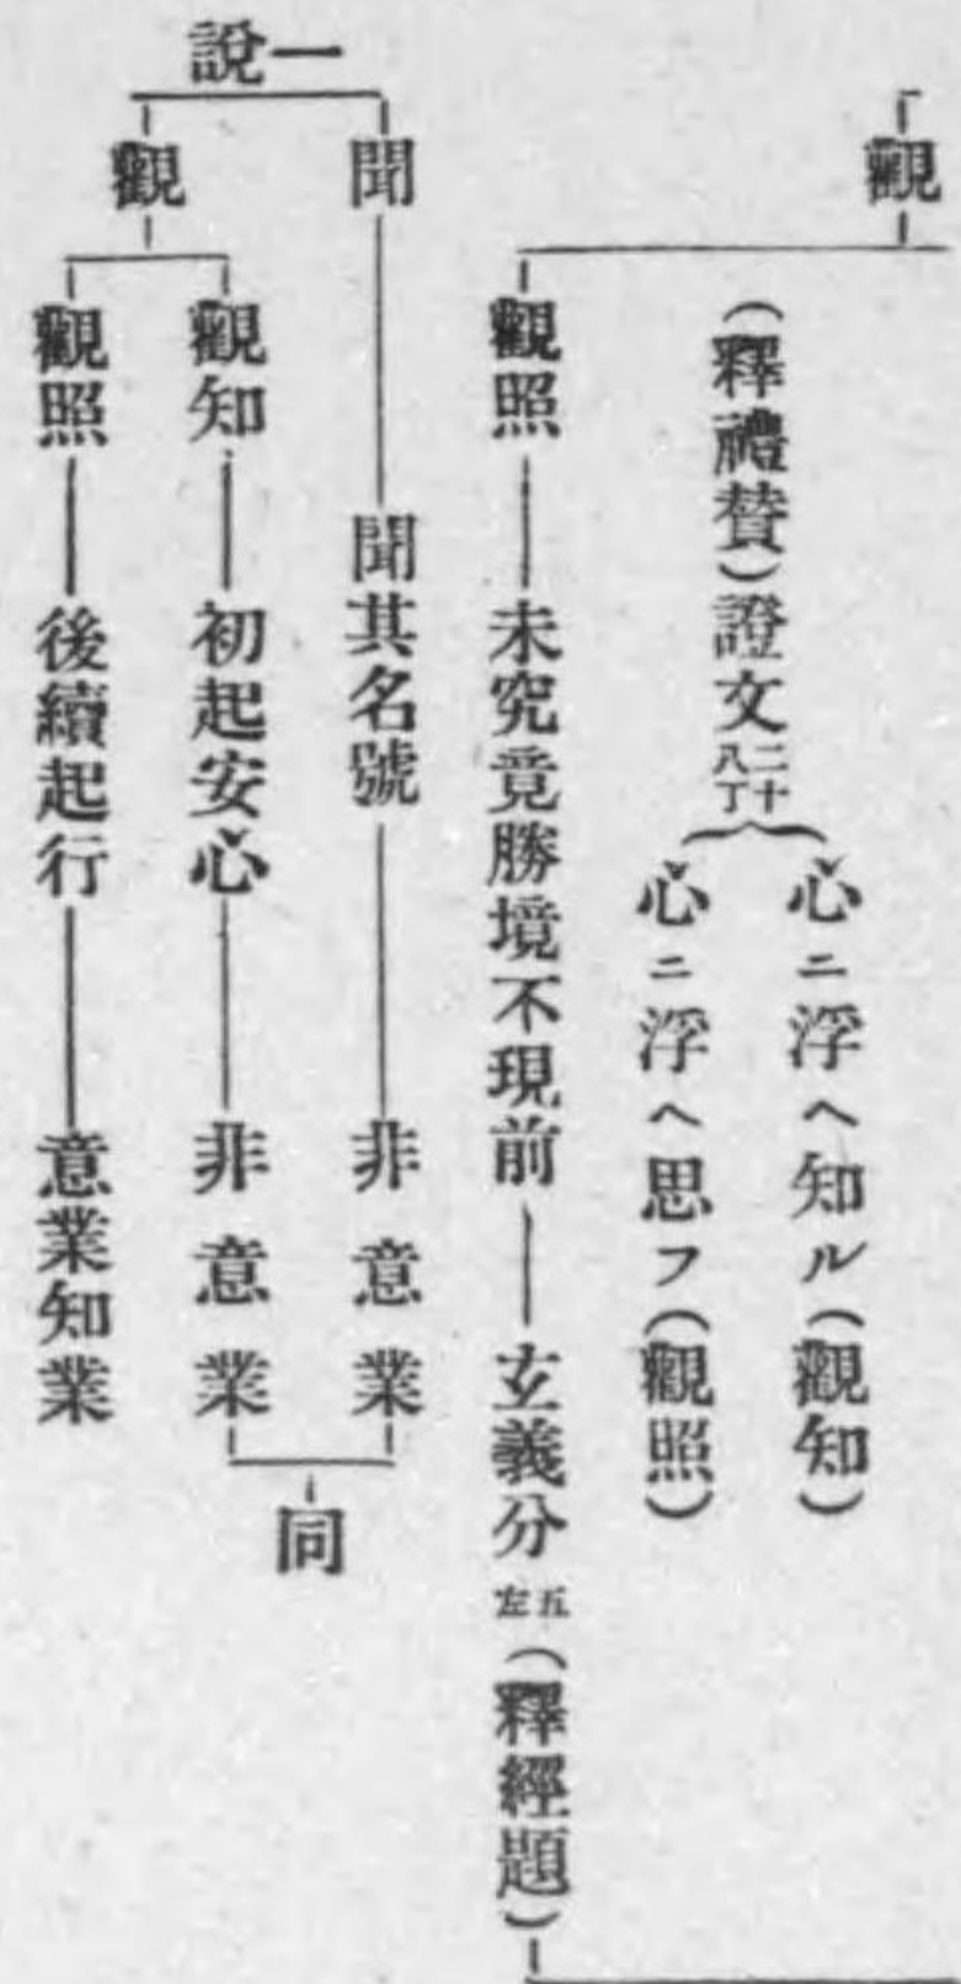 觀
(釋禮賛)證文二十八丁
心ニ浮ヘ知ル(觀知)
心ニ浮ヘ思フ(觀照)
觀照 未究竟勝境不現前 玄義分五左(釋經題)
一說
聞 聞其名號 非意業
觀
觀知 初起安心 非意業
同
觀照 後續起行 意業知業